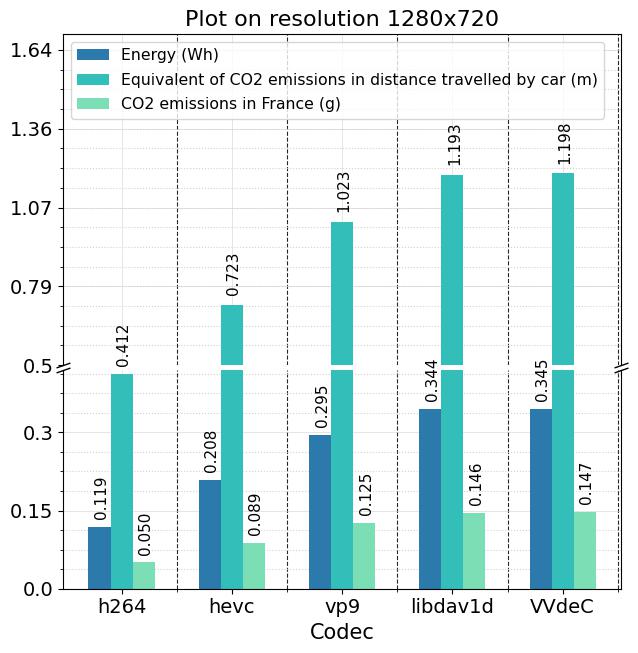 Plot on resolution 1280x720
Energy (Wh)
Equivalent of CO2 emissions in distance travelled by car (m)
CO2 emissions in France (g)
1.64
1.36
1.07
0.79
0.5
0.3
0.15
0.0
0.119
0.412
0.050
0.208
0.723
0.089
0.295
1.023
0.125
0.344
1.193
0.146
0.345
1.198
0.147
h264
hevc
vp9
libdav1d
VVdeC
Codec